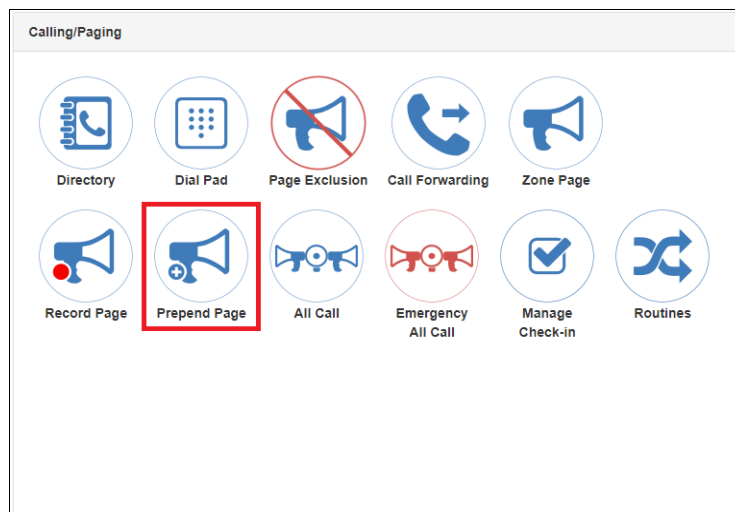 Calling/Paging
Directory
Dial Pad
Page Exclusion
Call Forwarding
Zone Page
Record Page
Prepend Page
All Call
Emergency
All Call
Manage
Check-in
Routines